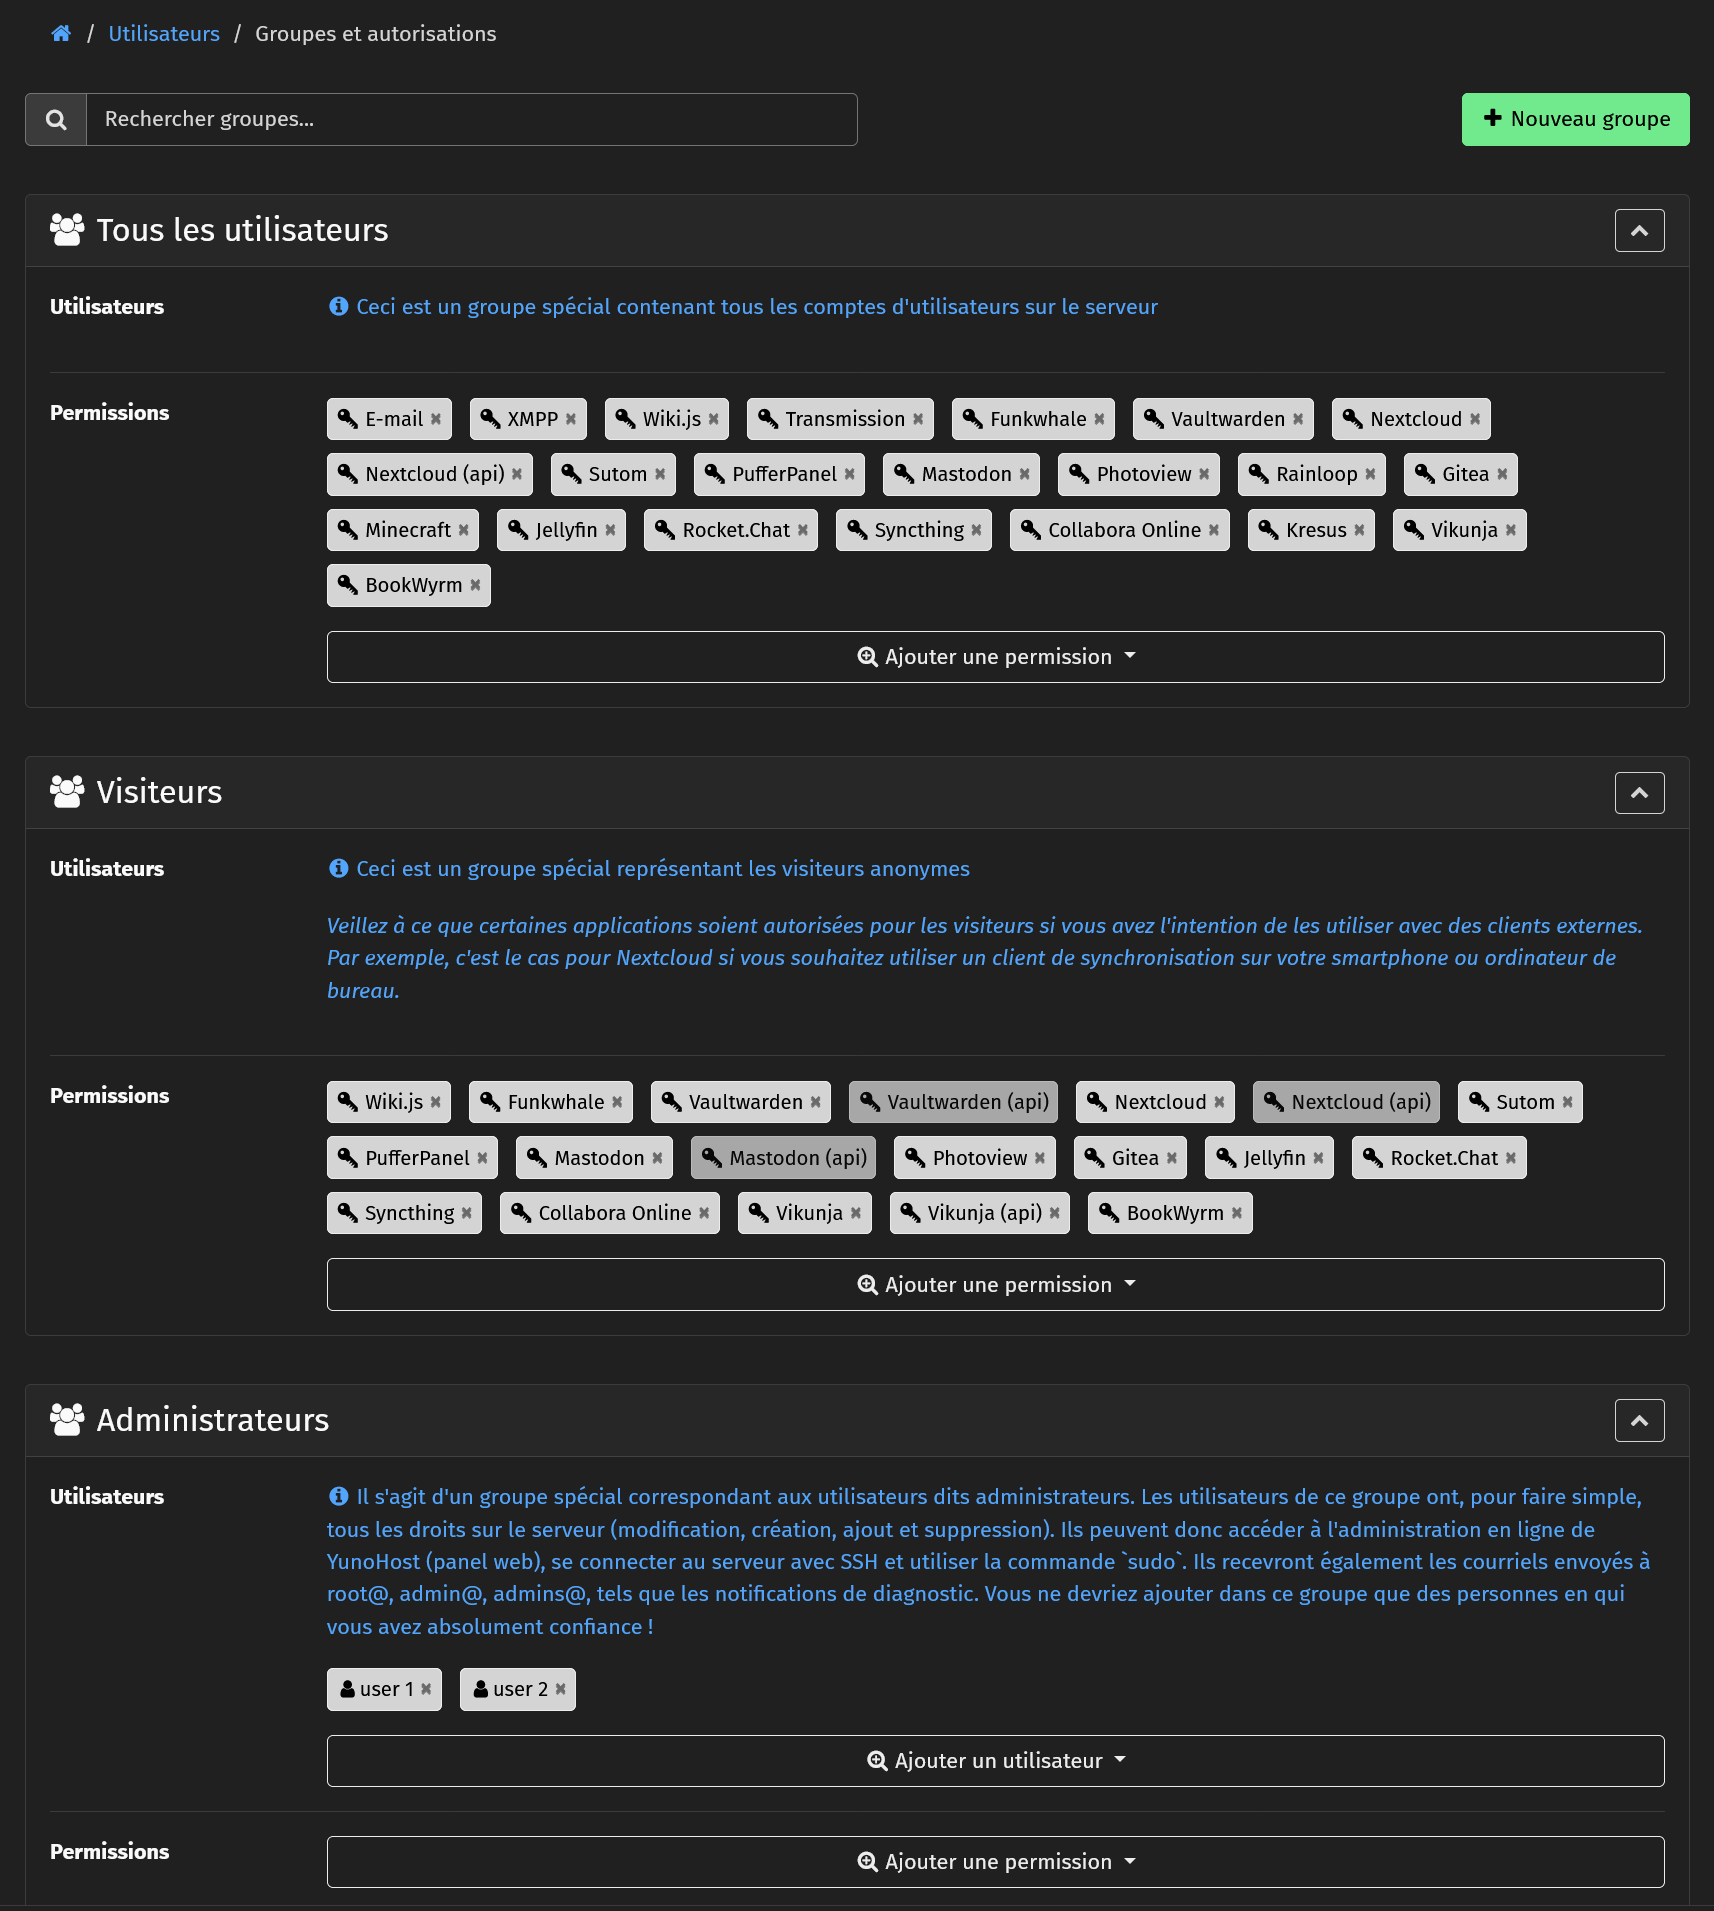 / Utilisateurs / Groupes et autorisations
Rechercher groupes...
Nouveau groupe
Tous les utilisateurs
Utilisateurs
Ceci est un groupe spécial contenant tous les comptes d'utilisateurs sur le serveur
Permissions
E-mail XMPP Wiki.js Transmission Funkwhale Vaultwarden Nextcloud
Nextcloud (api) Sutom PufferPanel Mastodon Photoview Rainloop Gitea
Minecraft Jellyfin Rocket.Chat Syncthing Collabora Online Kresus Vikunja
BookWyrm
Ajouter une permission
Visiteurs
Utilisateurs
Ceci est un groupe spécial représentant les visiteurs anonymes
Veillez à ce que certaines applications soient autorisées pour les visiteurs si vous avez l'intention de les utiliser avec des clients externes.
Par exemple, c'est le cas pour Nextcloud si vous souhaitez utiliser un client de synchronisation sur votre smartphone ou ordinateur de
bureau.
Permissions
Wiki.js Funkwhale Vaultwarden Vaultwarden (api) Nextcloud Nextcloud (api) Sutom
PufferPanel Mastodon Mastodon (api) Photoview Gitea Jellyfin Rocket.Chat
Syncthing Collabora Online Vikunja Vikunja (api) BookWyrm
Ajouter une permission
Administrateurs
Utilisateurs
Il s'agit d'un groupe spécial correspondant aux utilisateurs dits administrateurs. Les utilisateurs de ce groupe ont, pour faire simple,
tous les droits sur le serveur (modification, création, ajout et suppression). Ils peuvent donc accéder à l'administration en ligne de
YunoHost (panel web), se connecter au serveur avec SSH et utiliser la commande `sudo`. Ils recevront également les courriels envoyés à
root@, admin@, admins@, tels que les notifications de diagnostic. Vous ne devriez ajouter dans ce groupe que des personnes en qui
vous avez absolument confiance !
user 1 user 2
Ajouter un utilisateur
Permissions
Ajouter une permission